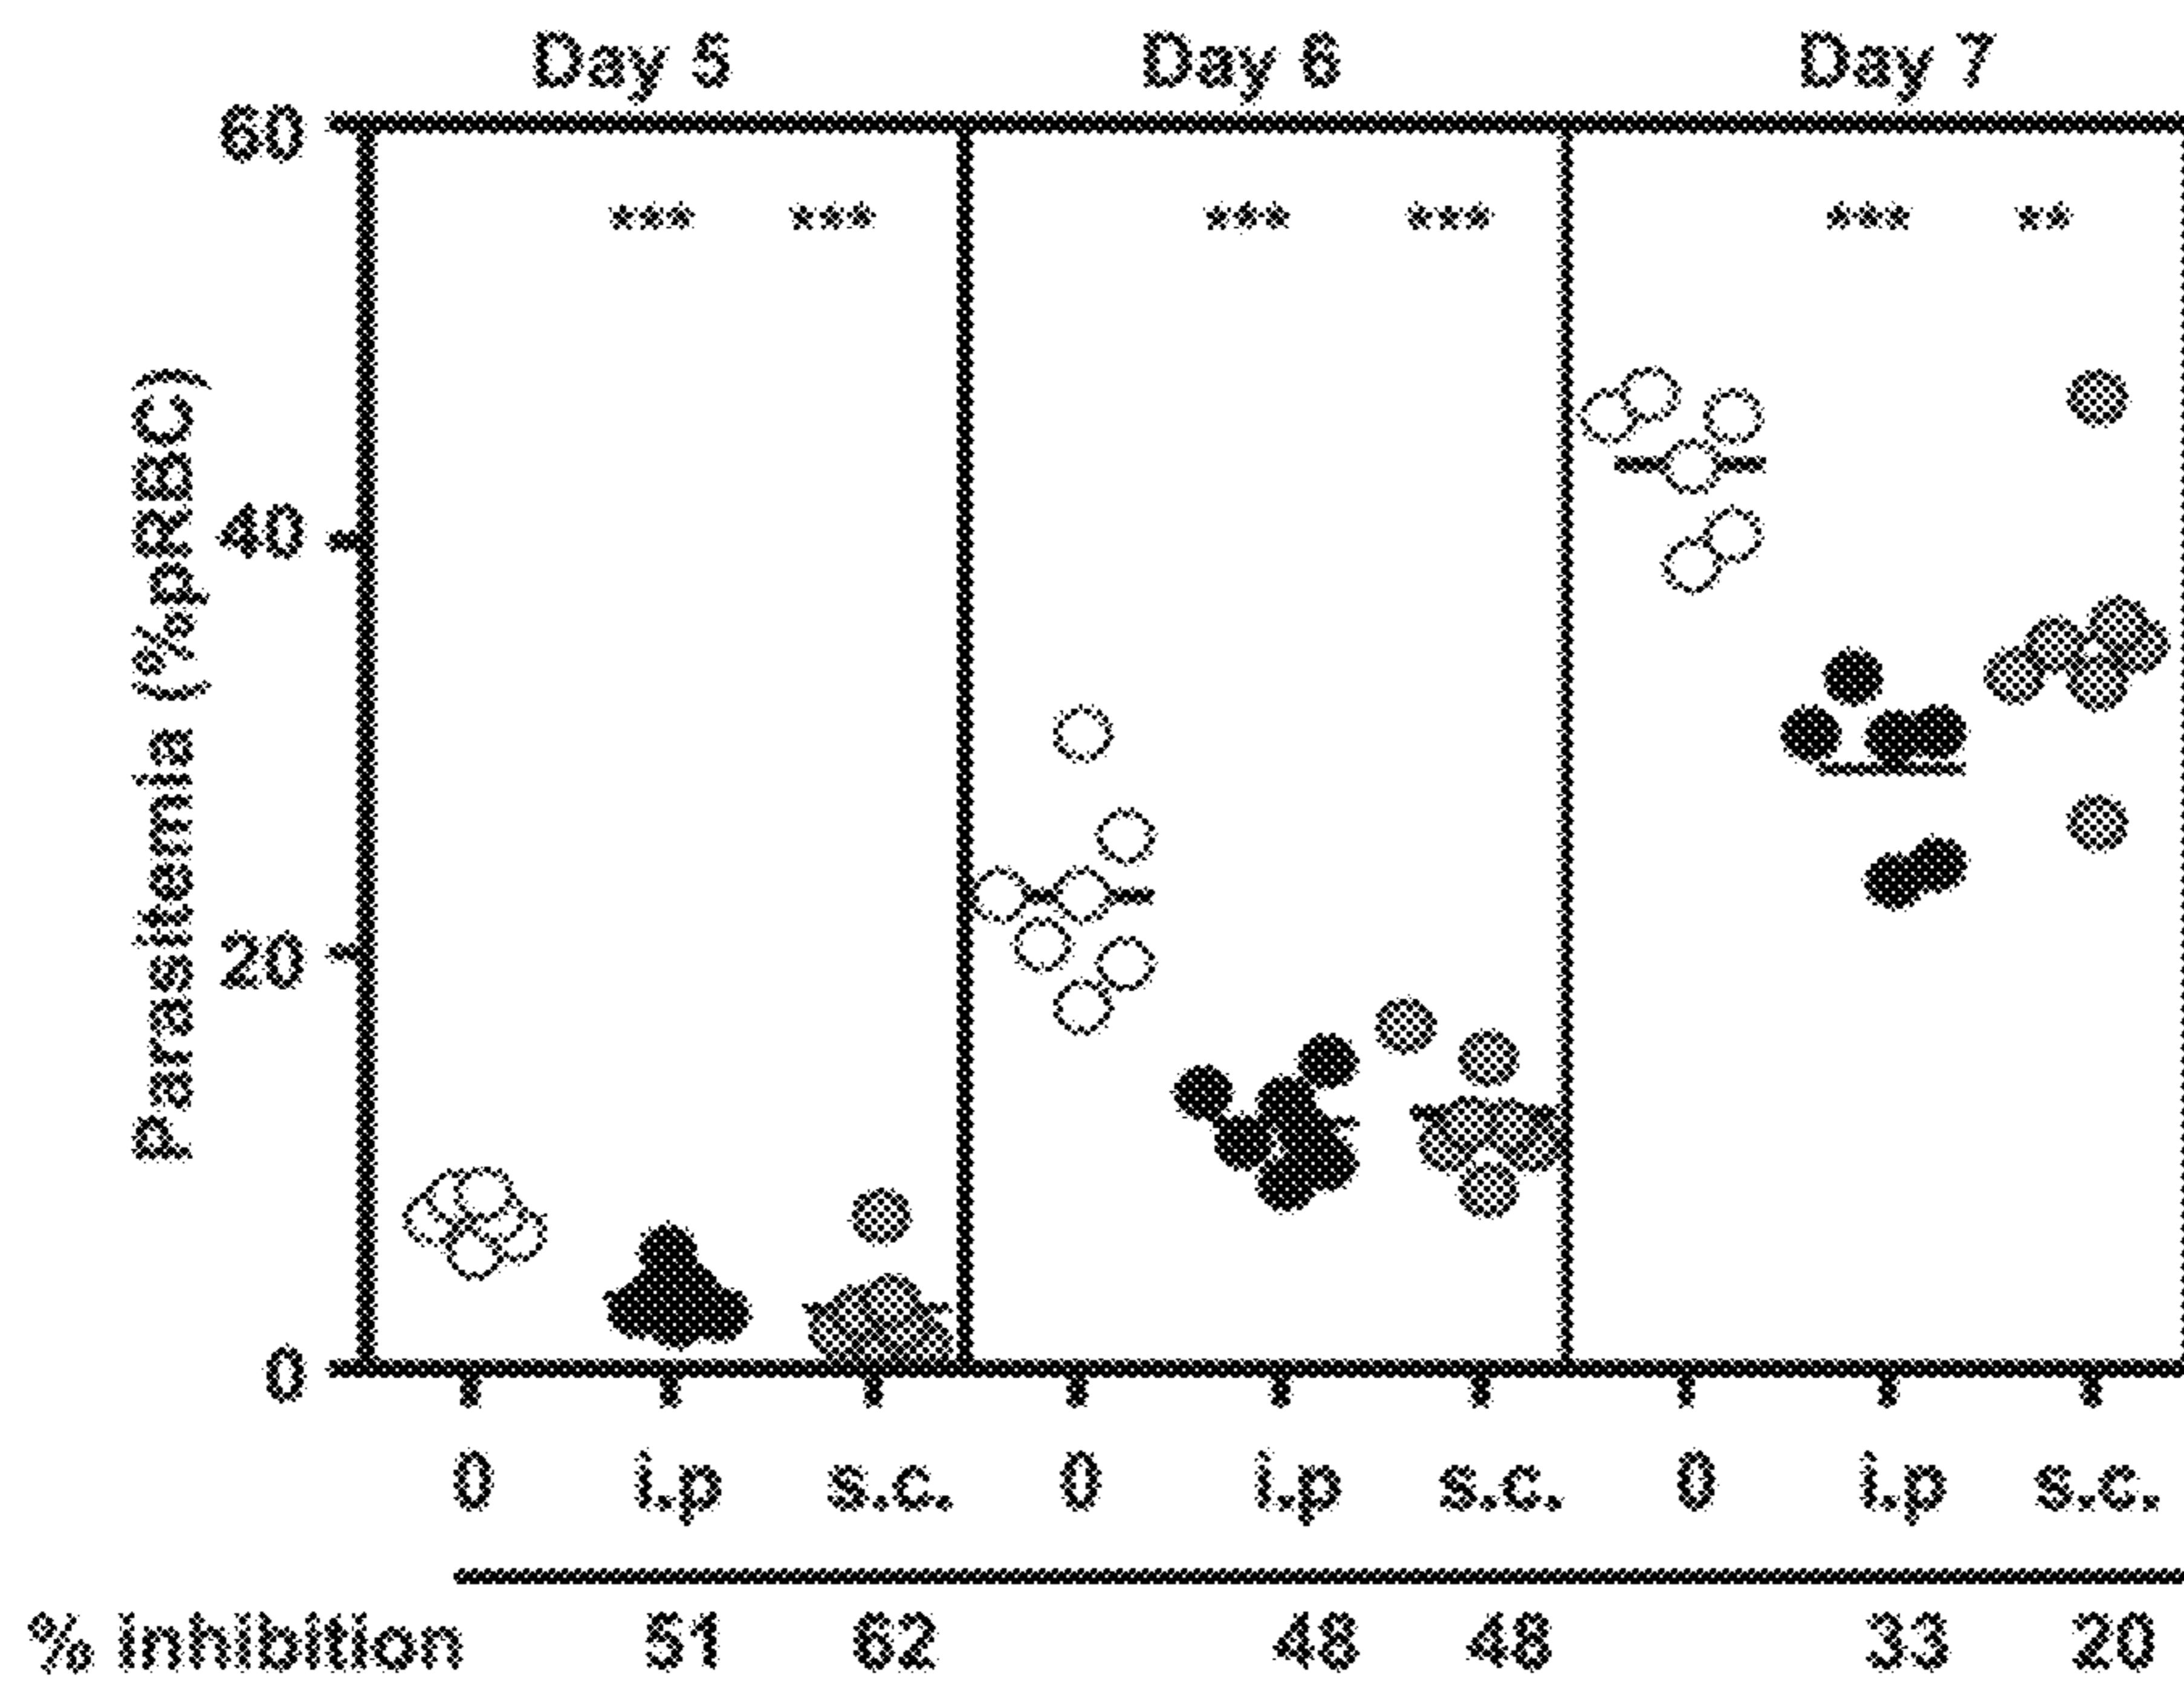 Day 5 Day 6 Day 7
60
*** *** *** *** *** **
40
20
0
Parasitemia (%pRBC)
0 i.p s.c. 0 i.p s.c. 0 i.p s.c.
% inhibition 51 62 48 48 33 20